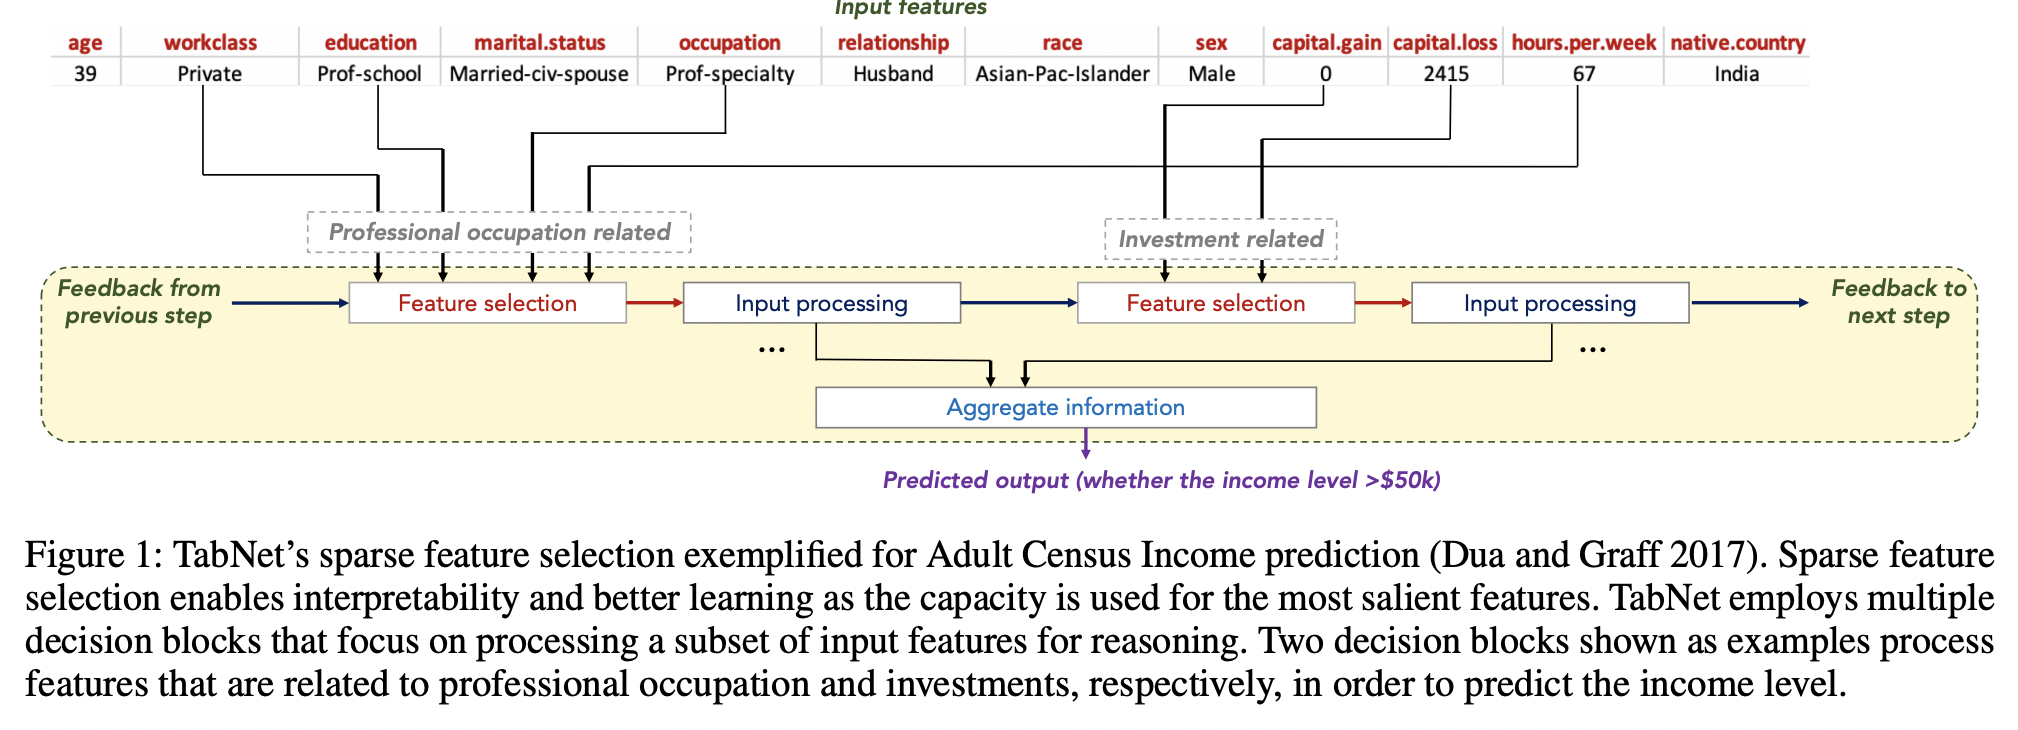 Input features
age workclass education marital.status occupation relationship race sex capital.gain capital.loss hours.per.week native.country
39 Private Prof-school Married-civ-spouse Prof-specialty Husband Asian-Pac-Islander Male 0 2415 67 India
Professional occupation related
Investment related
Feedback from
previous step
Feature selection
Input processing
Feature selection
Input processing
Feedback to
next step
...
...
Aggregate information
Predicted output (whether the income level >$50k)
Figure 1: TabNet’s sparse feature selection exemplified for Adult Census Income prediction (Dua and Graff 2017). Sparse feature
selection enables interpretability and better learning as the capacity is used for the most salient features. TabNet employs multiple
decision blocks that focus on processing a subset of input features for reasoning. Two decision blocks shown as examples process
features that are related to professional occupation and investments, respectively, in order to predict the income level.